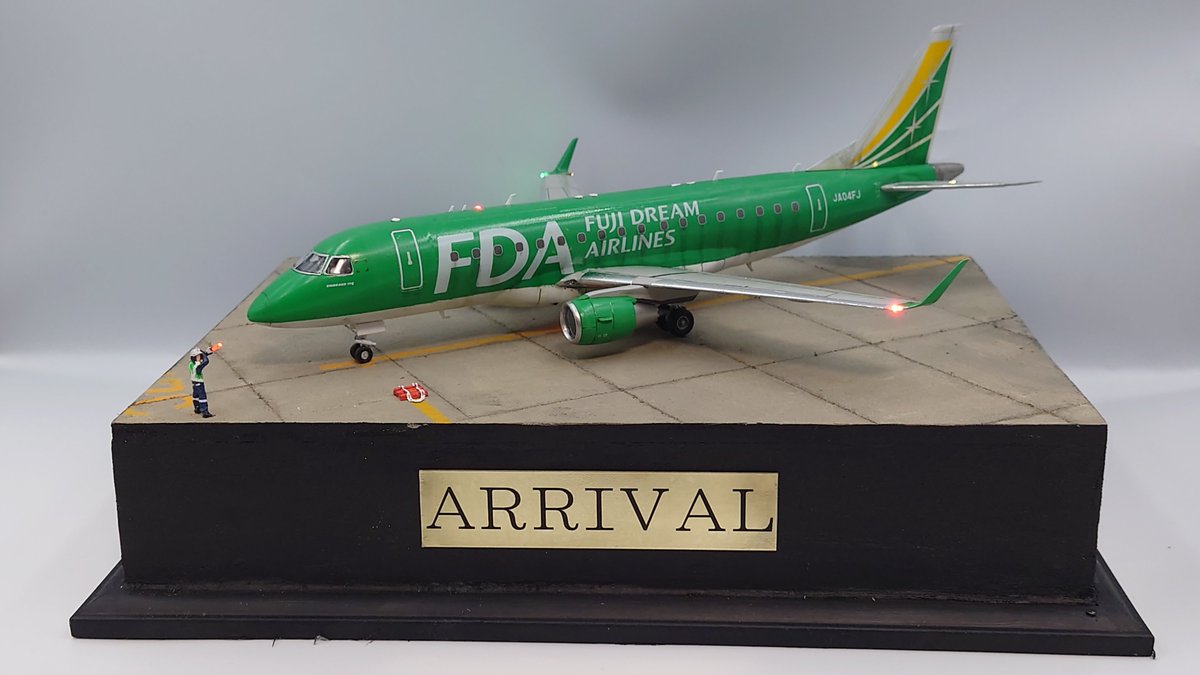 FDA
FUJI DREAM
AIRLINES
JA04FJ
ARRIVAL